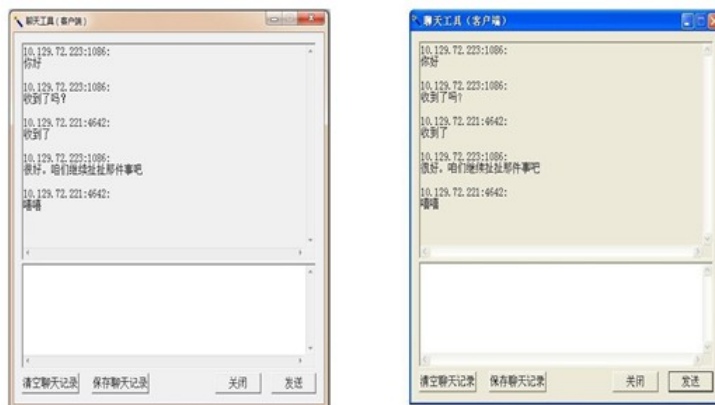 聊天工具(客户端)
10.129.72.223:1086:
你好
10.129.72.223:1086:
收到了吗?
10.129.72.221:4642:
收到了
10.129.72.223:1086:
很好。咱们继续扯扯那件事吧
10.129.72.221:4642:
嘻嘻
清空聊天记录 保存聊天记录 关闭 发送
聊天工具(客户端)
10.129.72.223:1086:
你好
10.129.72.223:1086:
收到了吗?
10.129.72.221:4642:
收到了
10.129.72.223:1086:
很好。咱们继续扯扯那件事吧
10.129.72.221:4642:
嘻嘻
清空聊天记录 保存聊天记录 关闭 发送